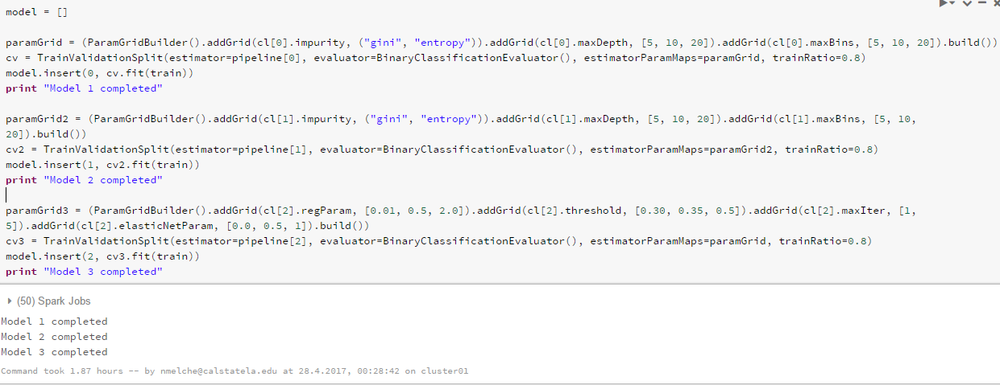 model = []
paramGrid = (ParamGridBuilder().addGrid(cl[0].impurity, ("gini", "entropy")).addGrid(cl[0].maxDepth, [5, 10, 20]).addGrid(cl[0].maxBins, [5, 10, 20]).build())
cv = TrainValidationSplit(estimator=pipeline[0], evaluator=BinaryClassificationEvaluator(), estimatorParamMaps=paramGrid, trainRatio=0.8)
model.insert(0, cv.fit(train))
print "Model 1 completed"
paramGrid2 = (ParamGridBuilder().addGrid(cl[1].impurity, ("gini", "entropy")).addGrid(cl[1].maxDepth, [5, 10, 20]).addGrid(cl[1].maxBins, [5, 10,
20]).build())
cv2 = TrainValidationSplit(estimator=pipeline[1], evaluator=BinaryClassificationEvaluator(), estimatorParamMaps=paramGrid2, trainRatio=0.8)
model.insert(1, cv2.fit(train))
print "Model 2 completed"
paramGrid3 = (ParamGridBuilder().addGrid(cl[2].regParam, [0.01, 0.5, 2.0]).addGrid(cl[2].threshold, [0.30, 0.35, 0.5]).addGrid(cl[2].maxIter, [1,
5]).addGrid(cl[2].elasticNetParam, [0.0, 0.5, 1]).build())
cv3 = TrainValidationSplit(estimator=pipeline[2], evaluator=BinaryClassificationEvaluator(), estimatorParamMaps=paramGrid, trainRatio=0.8)
model.insert(2, cv3.fit(train))
print "Model 3 completed"
(50) Spark Jobs
Model 1 completed
Model 2 completed
Model 3 completed
Command took 1.87 hours -- by nmelche@calstatela.edu at 28.4.2017, 00:28:42 on cluster01